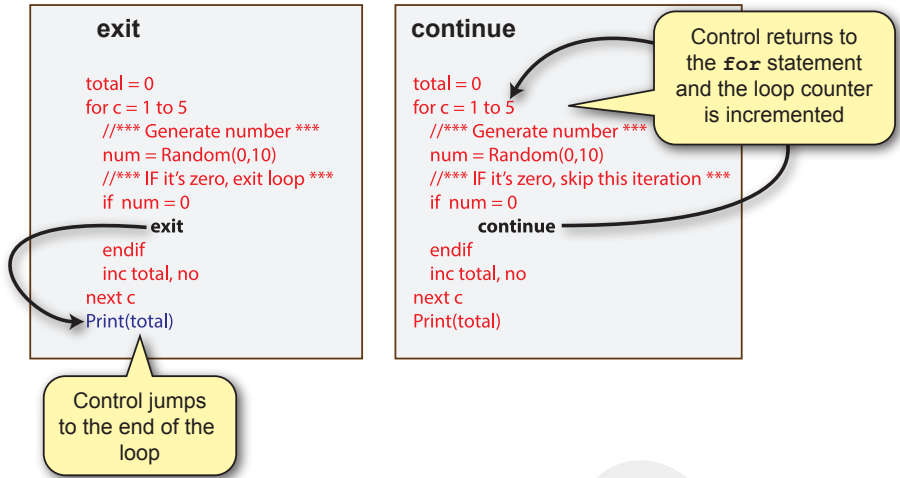 exit
total = 0
for c = 1 to 5
//*** Generate number ***
num = Random(0,10)
//*** IF it's zero, exit loop ***
if num = 0
exit
endif
inc total, no
next c
Print(total)
Control jumps
to the end of the
loop
continue
total = 0
for c = 1 to 5
//*** Generate number ***
num = Random(0,10)
//*** IF it's zero, skip this iteration ***
if num = 0
continue
endif
inc total, no
next c
Print(total)
Control returns to
the for statement
and the loop counter
is incremented